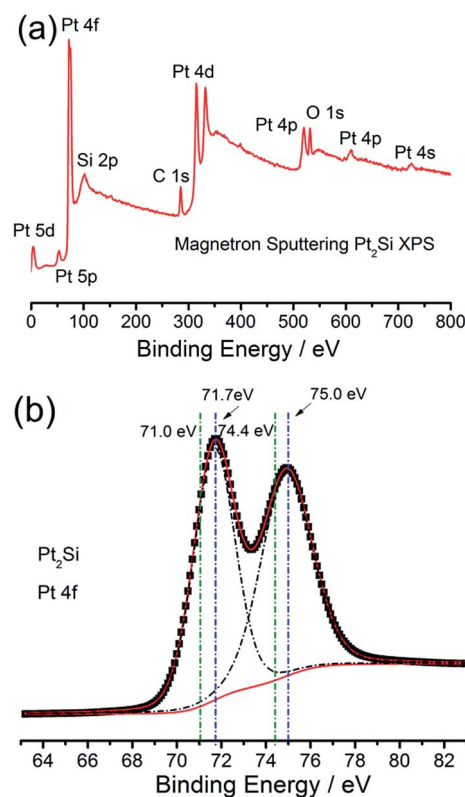 (a)
Pt 4f
Pt 4d
Si 2p
Pt 4p
O 1s
Pt 4p
C 1s
Pt 4s
Pt 5d
Pt 5p
Magnetron Sputtering Pt₂Si XPS
0 100 200 300 400 500 600 700 800
Binding Energy / eV
(b)
71.7eV
75.0 eV
71.0 eV
74.4 eV
Pt₂Si
Pt 4f
64 66 68 70 72 74 76 78 80 82
Binding Energy / eV